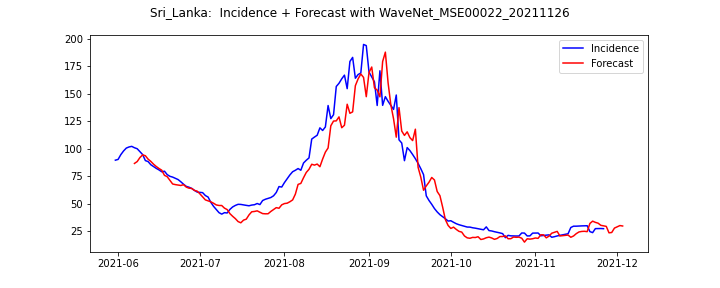 Sri_Lanka:  Incidence + Forecast with WaveNet_MSE00022_20211126
200
175
150
125
100
75
50
25
Incidence
Forecast
2021-06 2021-07 2021-08 2021-09 2021-10 2021-11 2021-12